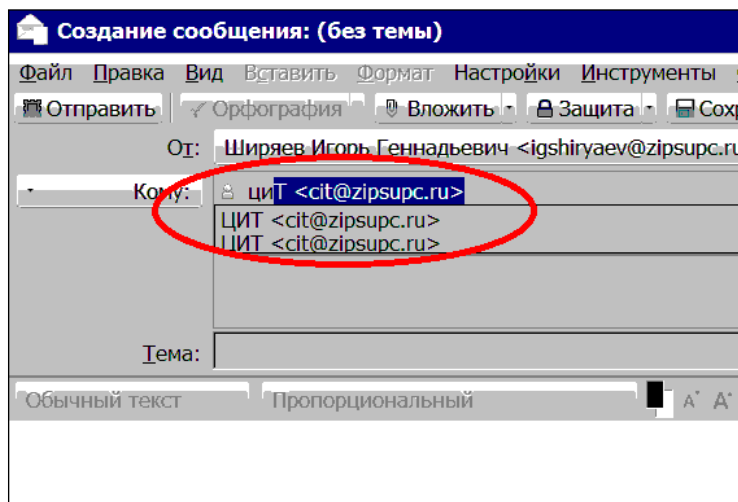 Создание сообщения: (без темы)
Файл Правка Вид Вставить Формат Настройки Инструменты
Отправить Орфография Вложить Защита Сохр
От: Ширяев Игорь Геннадьевич <igshiryaev@zipsupc.ru
Кому: циТ <cit@zipsupc.ru>
ЦИТ <cit@zipsupc.ru>
ЦИТ <cit@zipsupc.ru>
Тема:
Обычный текст Пропорциональный A A